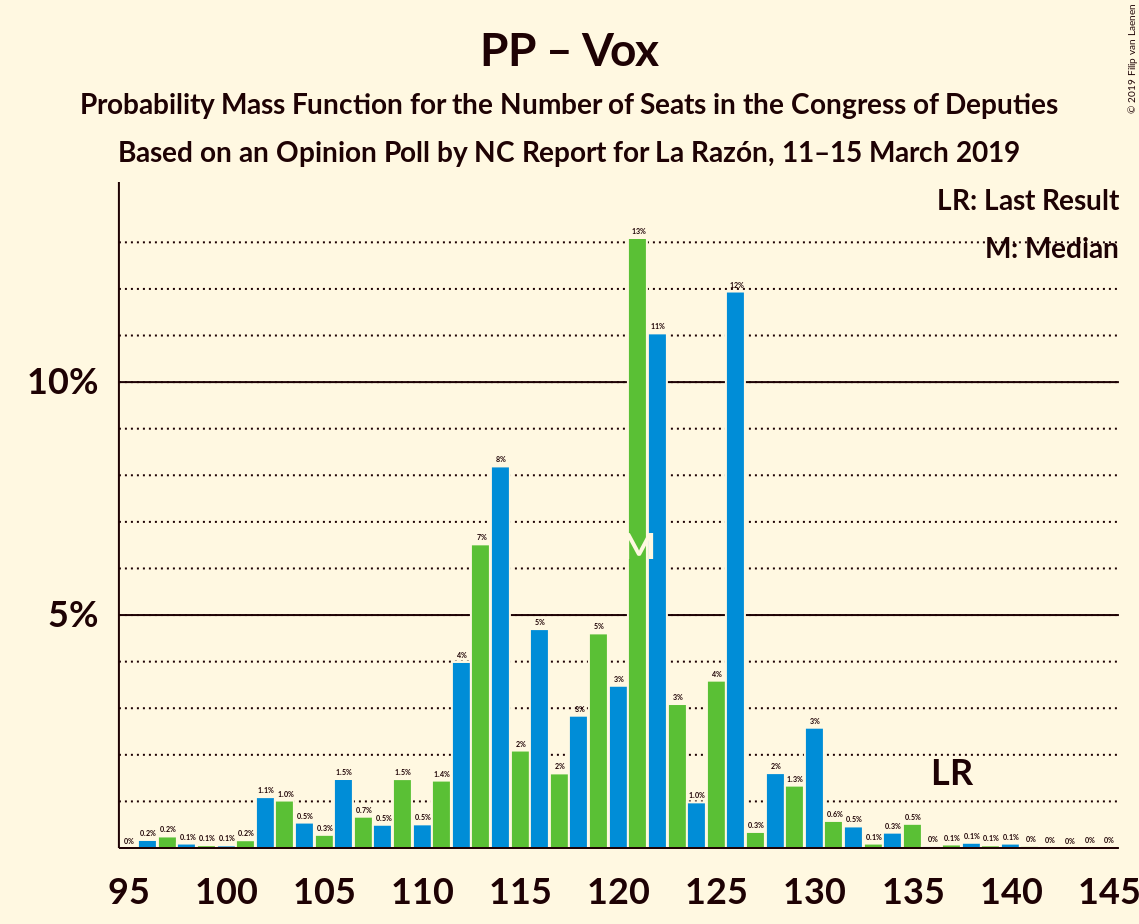 PP – Vox
Probability Mass Function for the Number of Seats in the Congress of Deputies
Based on an Opinion Poll by NC Report for La Razón, 11–15 March 2019
© 2019 Filip van Laenen
LR: Last Result
M: Median
10%
5%
0% 0.2% 0.2% 0.1% 0.1% 0.1% 0.2% 1.1% 1.0% 0.5% 0.3% 1.5% 0.7% 0.5% 1.5% 0.5% 1.4% 4% 7% 8% 2% 5% 2% 3% 5% 3% 13% 11% 3% 1.0% 4% 12% 0.3% 2% 1.3% 3% 0.6% 0.5% 0.1% 0.3% 0.5% 0% 0.1% 0.1% 0.1% 0.1% 0% 0% 0% 0% 0%
M
LR
95 100 105 110 115 120 125 130 135 140 145